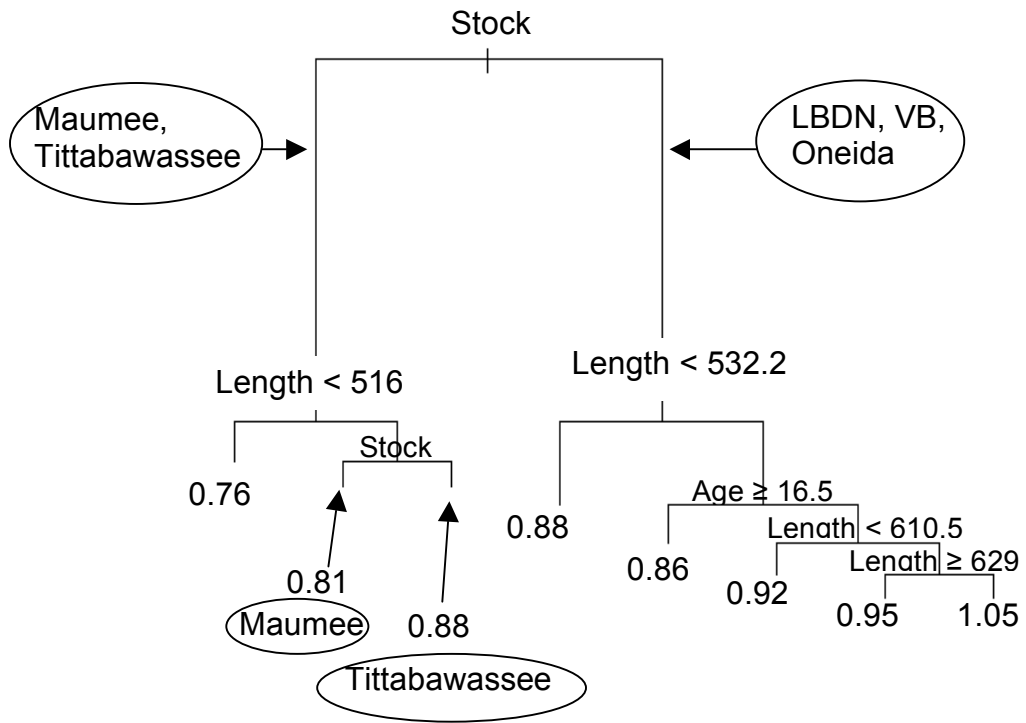 Stock
Maumee,
Tittabawassee
LBDN, VB,
Oneida
Length < 516
Length < 532.2
Stock
0.76
0.81
Maumee
0.88
Tittabawassee
0.88
Age ≥ 16.5
0.86
Length < 610.5
0.92
Length ≥ 629
0.95
1.05